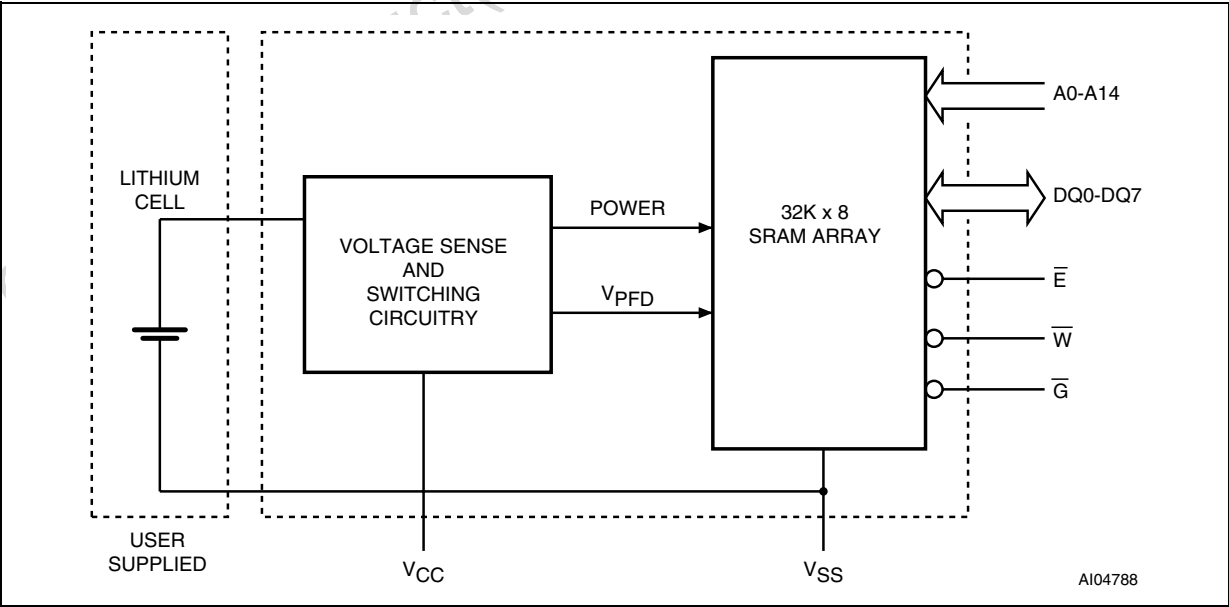 LITHIUM
CELL
VOLTAGE SENSE
AND
SWITCHING
CIRCUITRY
POWER
VPFD
32K x 8
SRAM ARRAY
A0-A14
DQ0-DQ7
E̅
W̅
G̅
USER
SUPPLIED
VCC
VSS
AI04788